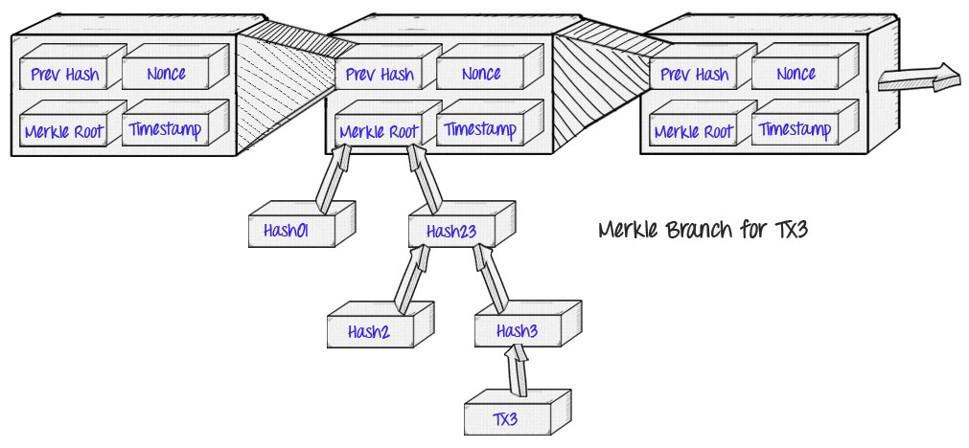 Prev Hash Nonce
Merkle Root Timestamp
Prev Hash Nonce
Merkle Root Timestamp
Prev Hash Nonce
Merkle Root Timestamp
Hash01
Hash23
Merkle Branch for TX3
Hash2
Hash3
TX3